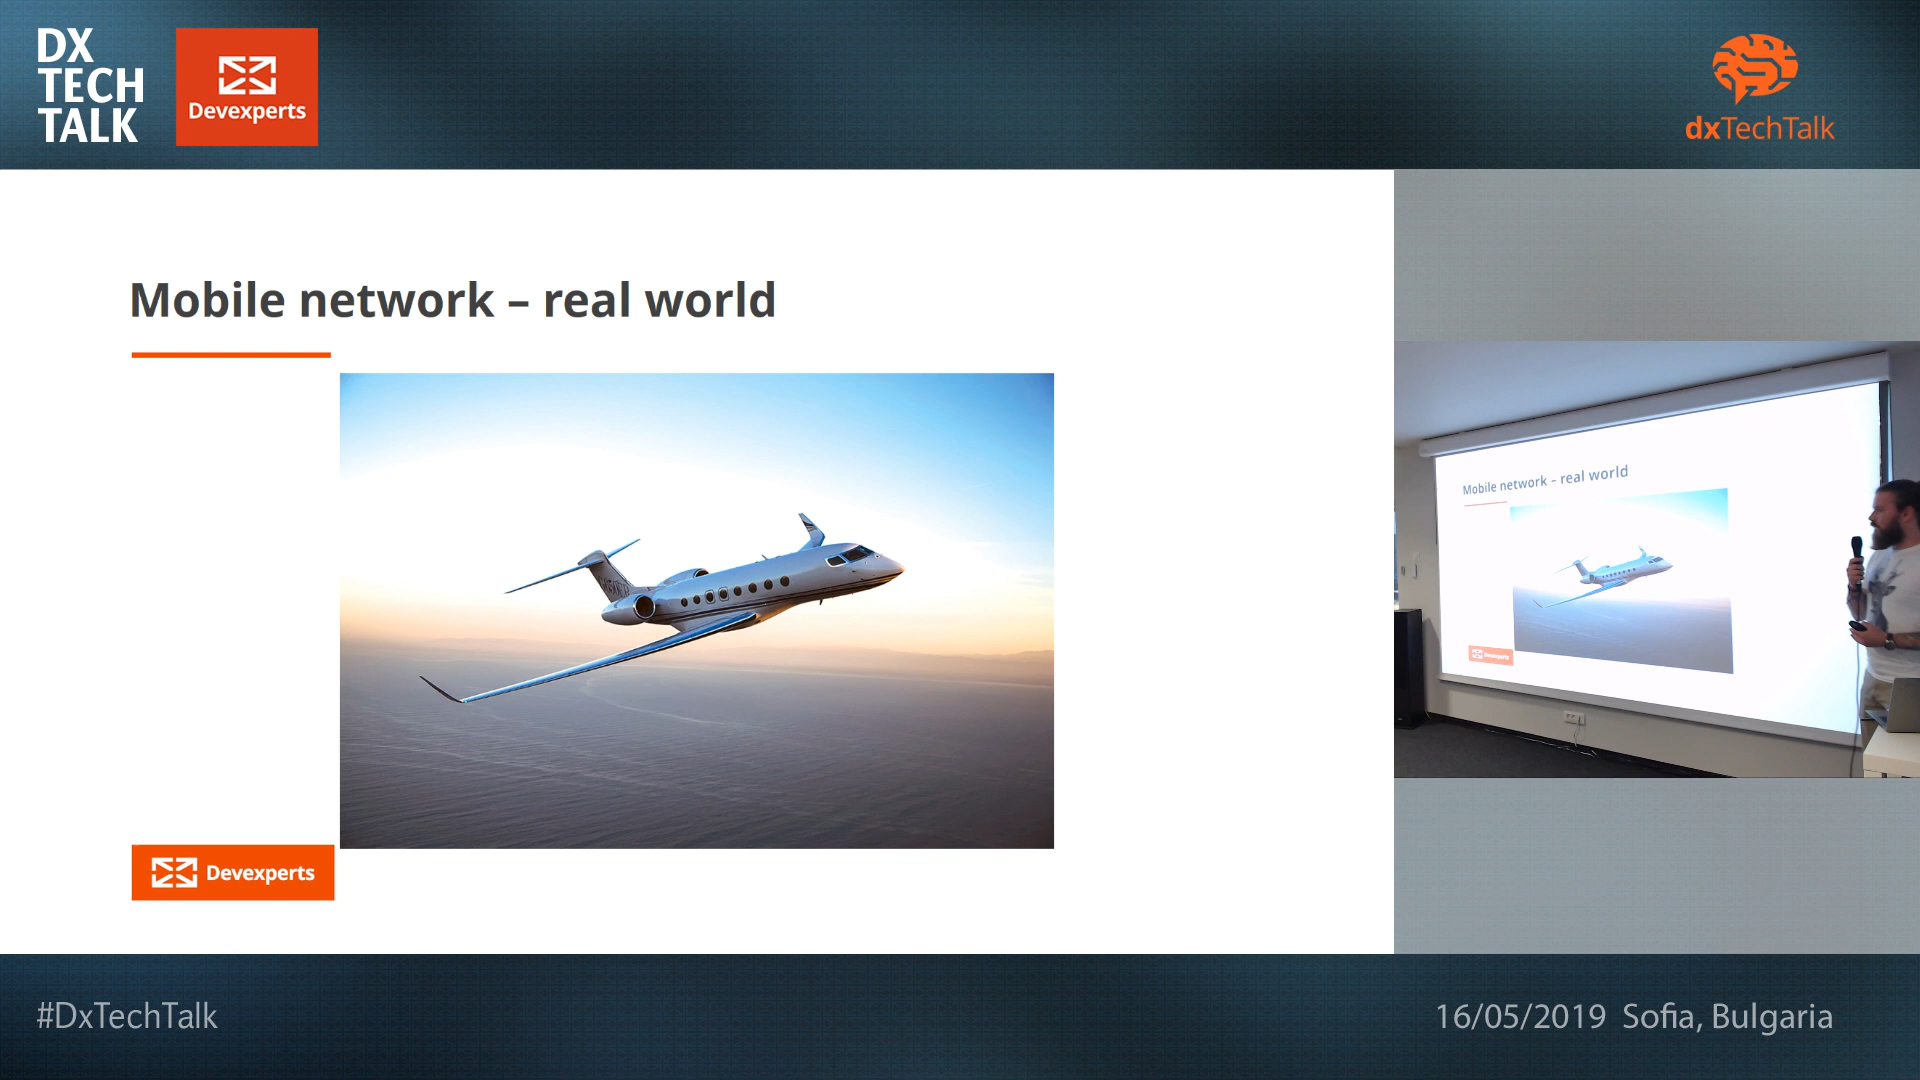 DX
TECH
TALK
Devexperts
dxTechTalk
Mobile network – real world
Mobile network – real world
Devexperts
Devexperts
#DxTechTalk
16/05/2019 Sofia, Bulgaria